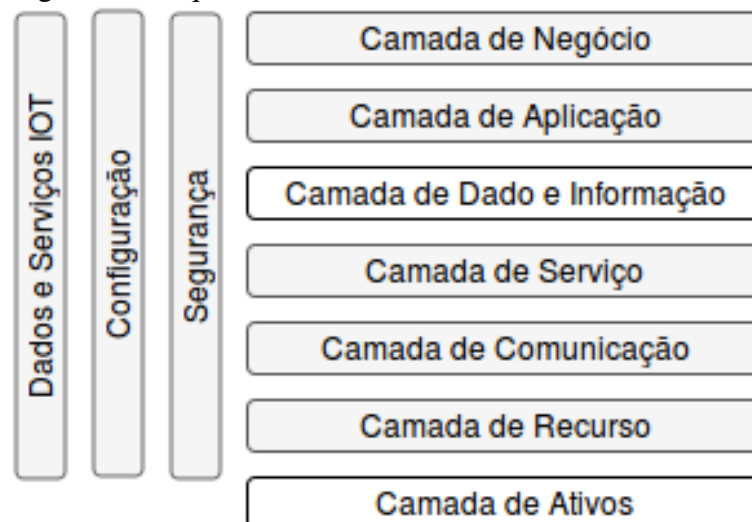 Dados e Serviços IOT
Configuração
Segurança
Camada de Negócio
Camada de Aplicação
Camada de Dado e Informação
Camada de Serviço
Camada de Comunicação
Camada de Recurso
Camada de Ativos